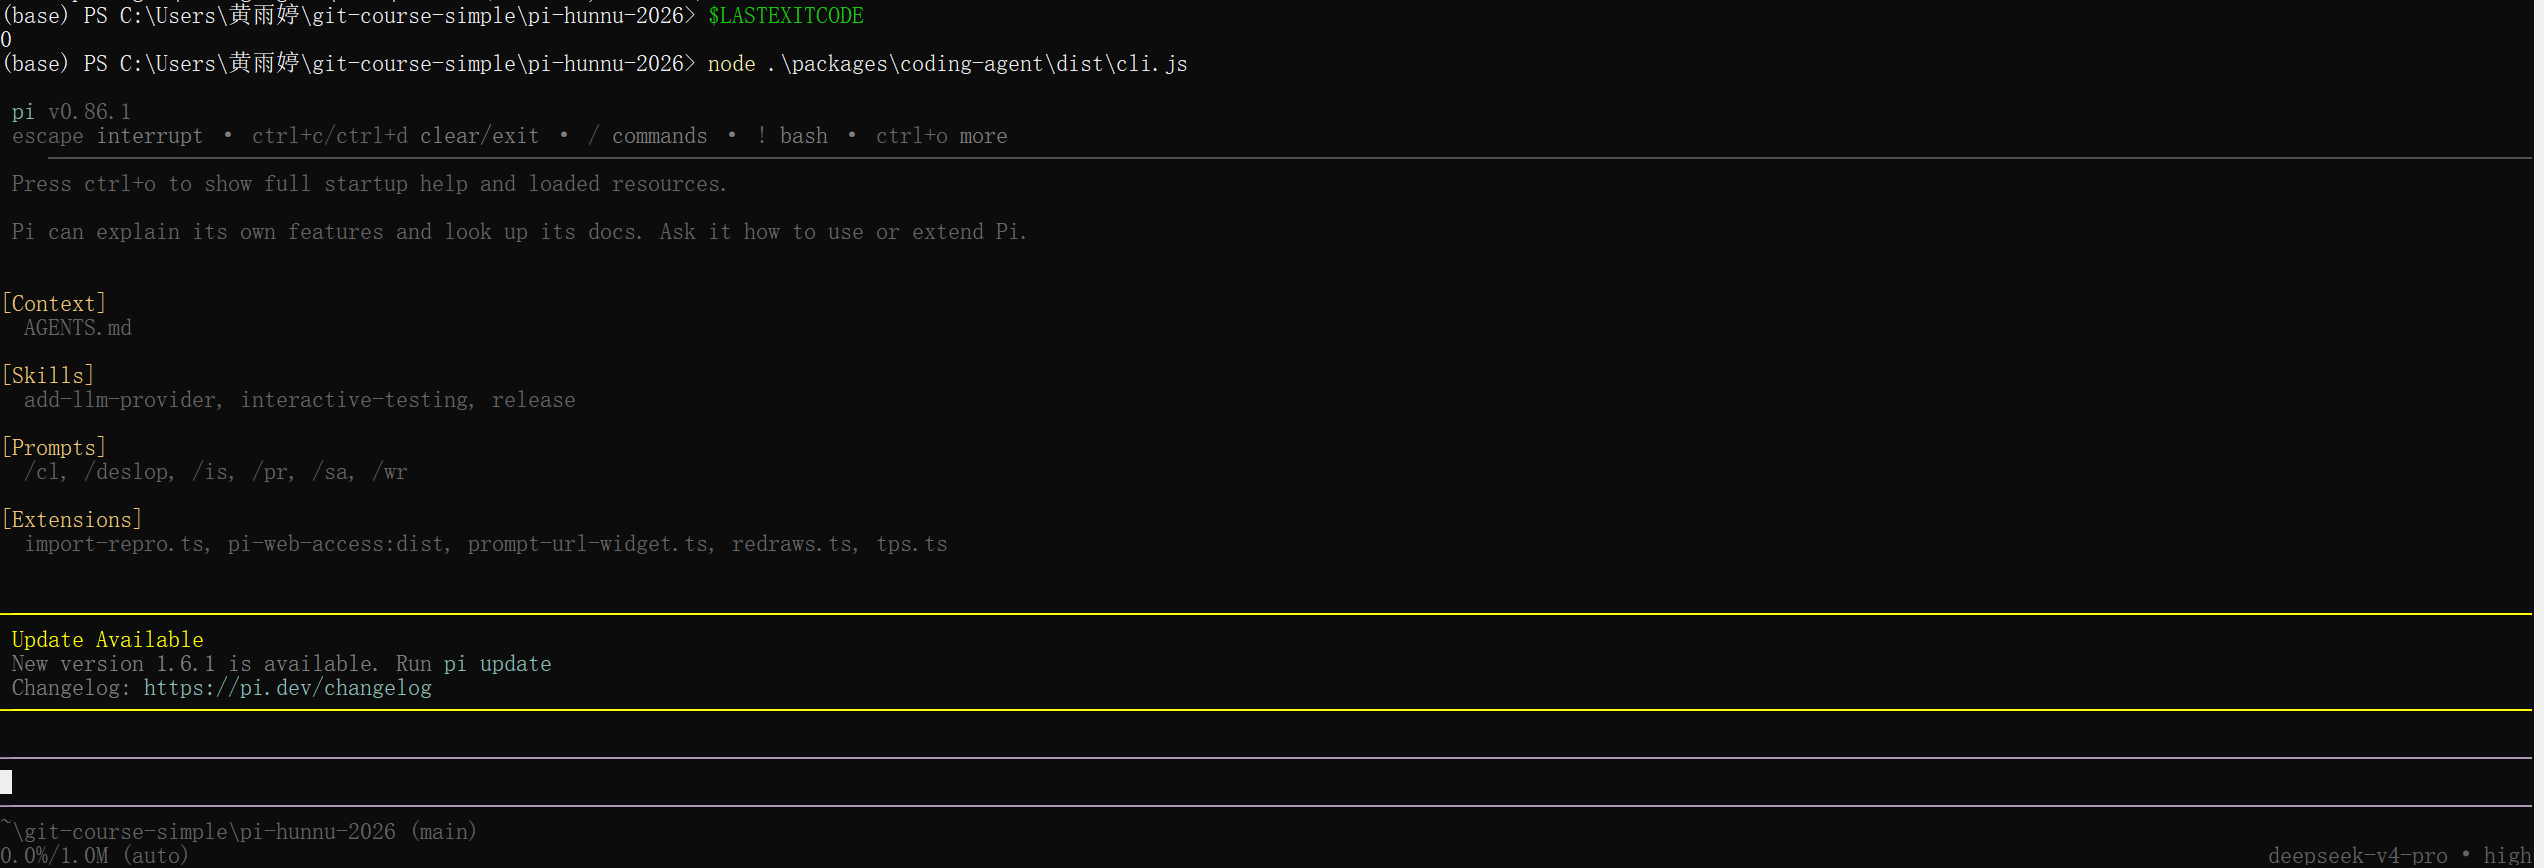 (base) PS C:\Users\黄雨婷\git-course-simple\pi-hunnu-2026> $LASTEXITCODE
0
(base) PS C:\Users\黄雨婷\git-course-simple\pi-hunnu-2026> node .\packages\coding-agent\dist\cli.js
pi v0.86.1
escape interrupt • ctrl+c/ctrl+d clear/exit • / commands • ! bash • ctrl+o more
Press ctrl+o to show full startup help and loaded resources.
Pi can explain its own features and look up its docs. Ask it how to use or extend Pi.
[Context]
AGENTS.md
[Skills]
add-llm-provider, interactive-testing, release
[Prompts]
/cl, /deslop, /is, /pr, /sa, /wr
[Extensions]
import-repro.ts, pi-web-access:dist, prompt-url-widget.ts, redraws.ts, tps.ts
Update Available
New version 1.6.1 is available. Run pi update
Changelog: https://pi.dev/changelog
~\git-course-simple\pi-hunnu-2026 (main)
0.0%/1.0M (auto) deepseek-v4-pro • high